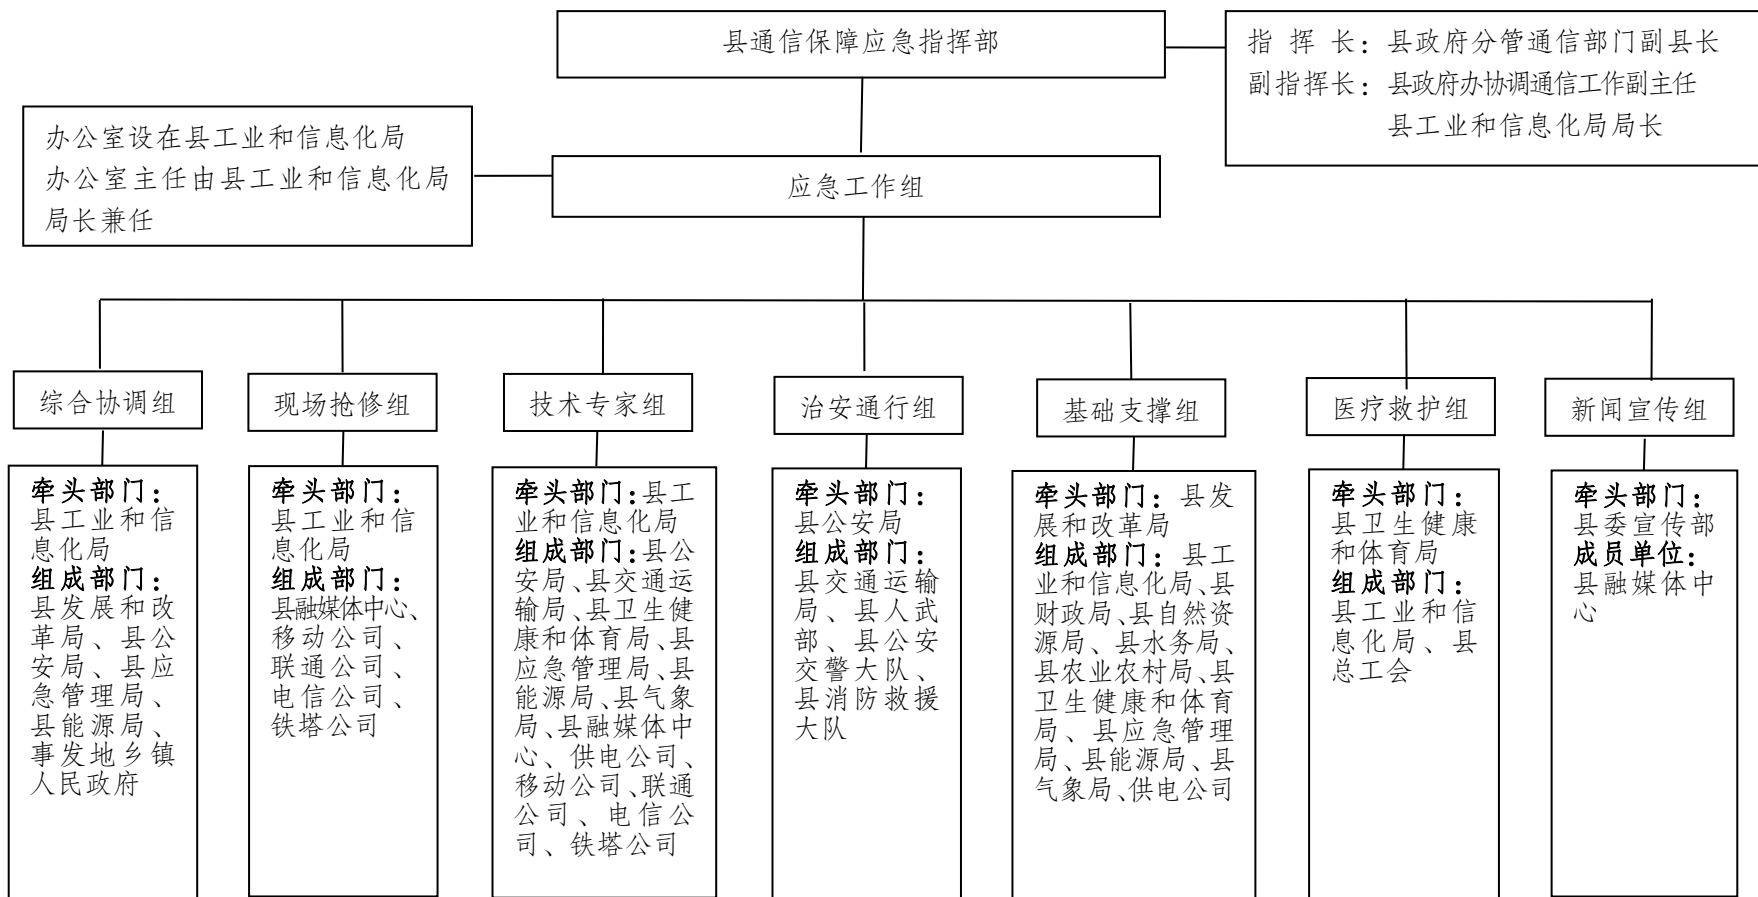 县通信保障应急指挥部
指挥长：县政府分管通信部门副县长
副指挥长：县政府办协调通信工作副主任
县工业和信息化局局长
办公室设在县工业和信息化局
办公室主任由县工业和信息化局
局长兼任
应急工作组
综合协调组
现场抢修组
技术专家组
治安通行组
基础支撑组
医疗救护组
新闻宣传组
牵头部门：
县工业和信
息化局
组成部门：
县发展和改
革局、县公
安局、县应
急管理局、
县能源局、
事发地乡镇
人民政府
牵头部门：
县工业和信
息化局
组成部门：
县融媒体中心、
移动公司、
联通公司、
电信公司、
铁塔公司
牵头部门：县工
业和信息化局
组成部门：县公
安局、县交通运
输局、县卫生健
康和体育局、县
应急管理局、县
能源局、县气象
局、县融媒体中
心、供电公司、
移动公司、联通
公司、电信公
司、铁塔公司
牵头部门：
县公安局
组成部门：
县交通运输
局、县人武
部、县公安
交警大队、
县消防救援
大队
牵头部门：县发
展和改革局
组成部门：县工
业和信息化局、县
财政局、县自然资
源局、县水务局、
县农业农村局、县
卫生健康和体育
局、县应急管理
局、县能源局、县
气象局、供电公司
牵头部门：
县卫生健康
和体育局
组成部门：
县工业和信
息化局、县
总工会
牵头部门：
县委宣传部
成员单位：
县融媒体中
心